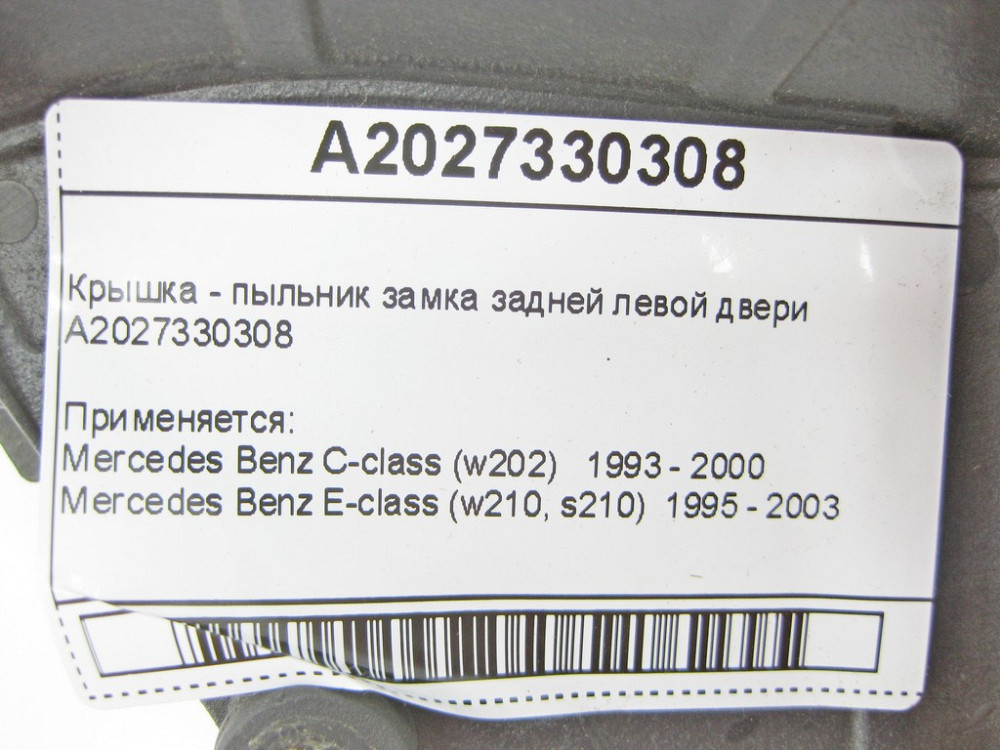 A2027330308
Крышка - пыльник замка задней левой двери
A2027330308
Применяется:
Mercedes Benz C-class (w202) 1993 - 2000
Mercedes Benz E-class (w210, s210) 1995 - 2003